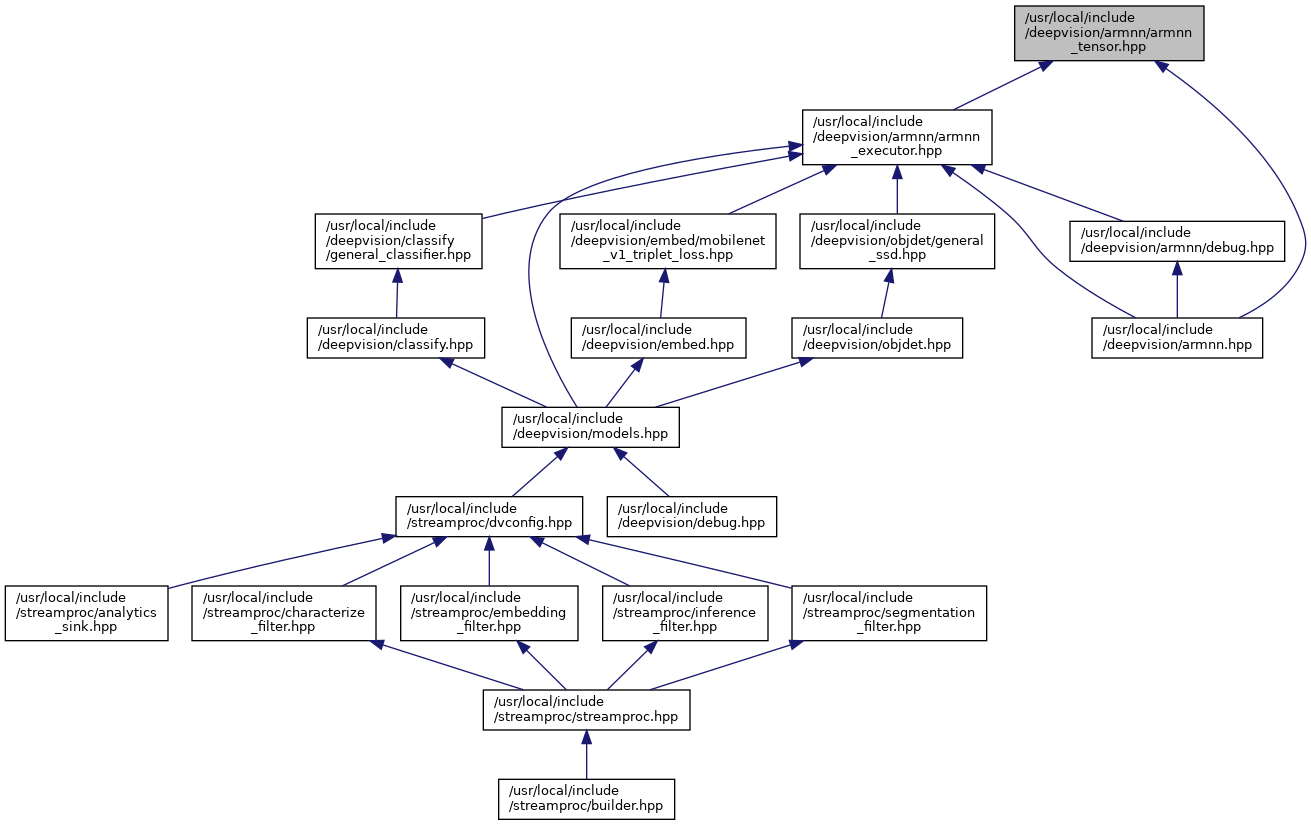 /usr/local/include
/deepvision/armnn/armnn
_tensor.hpp
/usr/local/include
/deepvision/armnn/armnn
_executor.hpp
/usr/local/include
/deepvision/classify
/general_classifier.hpp
/usr/local/include
/deepvision/embed/mobilenet
_v1_triplet_loss.hpp
/usr/local/include
/deepvision/objdet/general
_ssd.hpp
/usr/local/include
/deepvision/armnn/debug.hpp
/usr/local/include
/deepvision/classify.hpp
/usr/local/include
/deepvision/embed.hpp
/usr/local/include
/deepvision/objdet.hpp
/usr/local/include
/deepvision/armnn.hpp
/usr/local/include
/deepvision/models.hpp
/usr/local/include
/streamproc/dvconfig.hpp
/usr/local/include
/deepvision/debug.hpp
/usr/local/include
/streamproc/analytics
_sink.hpp
/usr/local/include
/streamproc/characterize
_filter.hpp
/usr/local/include
/streamproc/embedding
_filter.hpp
/usr/local/include
/streamproc/inference
_filter.hpp
/usr/local/include
/streamproc/segmentation
_filter.hpp
/usr/local/include
/streamproc/streamproc.hpp
/usr/local/include
/streamproc/builder.hpp